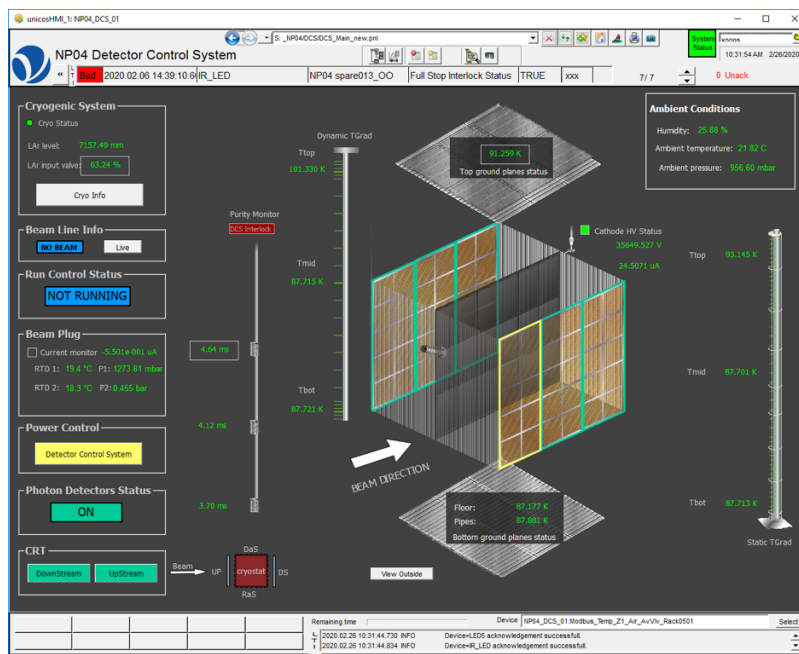 unicosHMI_1: NP04_DCS_01
S: _NP04/DCS/DCS_Main_new.pnl
NP04 Detector Control System
System Status
10:31:54 AM 2/26/2020
Bad 2020.02.06 14:39:10.6 IR_LED NP04 spare013_OO Full Stop Interlock Status TRUE xxx 7/ 7 0 Unack.
Cryogenic System
Cryo Status
LAr level: 7157.49 mm
LAr input valve: 63.24 %
Cryo Info
Beam Line Info
NO BEAM Live
Run Control Status
NOT RUNNING
Beam Plug
Current monitor -5.501e-001 uA
RTD 1: 19.4 °C P1: 1273.81 mbar
RTD 2: 18.3 °C P2: 0.455 bar
Power Control
Detector Control System
Photon Detectors Status
ON
CRT
DownStream UpStream
Beam
UP
DaS
cryostat
RaS
DS
Purity Monitor
DCS Interlock
4.64 ms
4.12 ms
3.70 ms
Dynamic TGrad
Ttop
101.330 K
Tmid
87.715 K
Tbot
87.721 K
91.259 K
Top ground planes status
Cathode HV Status
35649.527 V
24.5071 uA
BEAM DIRECTION
Floor: 87.177 K
Pipes: 87.881 K
Bottom ground planes status
View Outside
Ambient Conditions
Humidity: 25.88 %
Ambient temperature: 21.82 C
Ambient pressure: 956.60 mbar
Ttop 93.145 K
Tmid 87.701 K
Tbot 87.713 K
Static TGrad
Remaining time
Device NP04_DCS_01:Modbus_Temp_Z1_Air_AvVlv_Rack0501 Select
2020.02.26 10:31:44.730 INFO Device=LED5 acknowledgement successfull.
2020.02.26 10:31:44.834 INFO Device=IR_LED acknowledgement successfull.